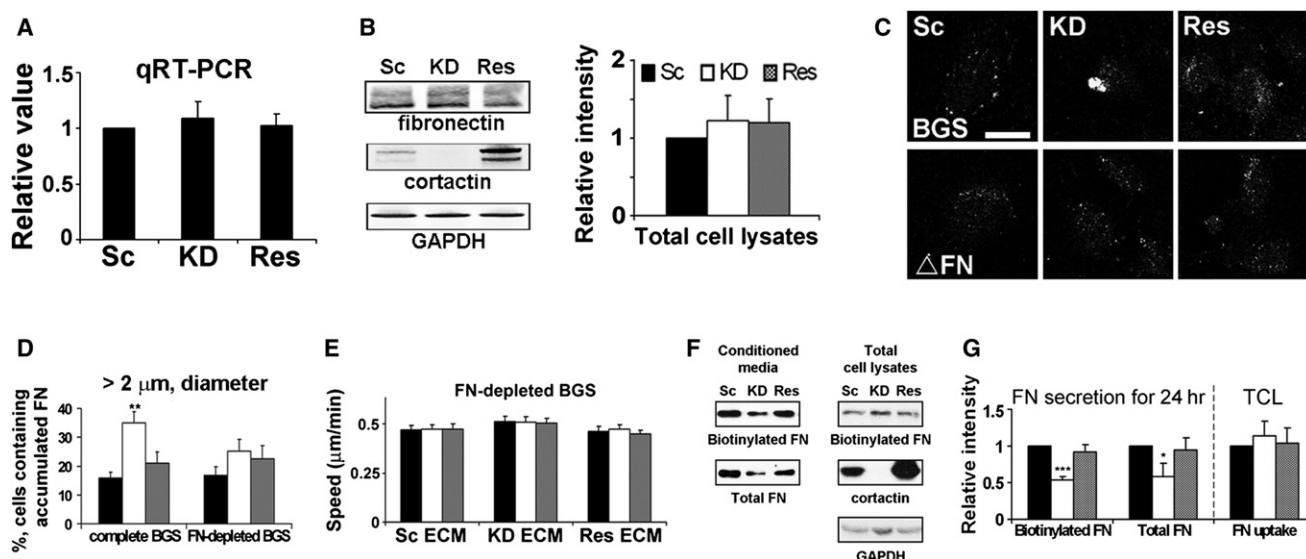 A
qRT-PCR
Relative value
1.5
1
0.5
0
Sc KD Res
B
Sc KD Res
fibronectin
cortactin
GAPDH
Relative intensity
2
1
0
Sc KD Res
Total cell lysates
C
Sc KD Res
BGS
△FN
D
> 2 μm, diameter
%, cells containing
accumulated FN
40
30
20
10
0
**
complete BGS FN-depleted BGS
E
FN-depleted BGS
Speed (μm/min)
0.5
0.25
0
Sc ECM KD ECM Res ECM
F
Conditioned
media
Sc KD Res
Biotinylated FN
Total FN
Total
cell lysates
Sc KD Res
Biotinylated FN
cortactin
GAPDH
G
FN secretion for 24 hr TCL
Relative intensity
1.5
1
0.5
0
*** *
Biotinylated FN Total FN FN uptake